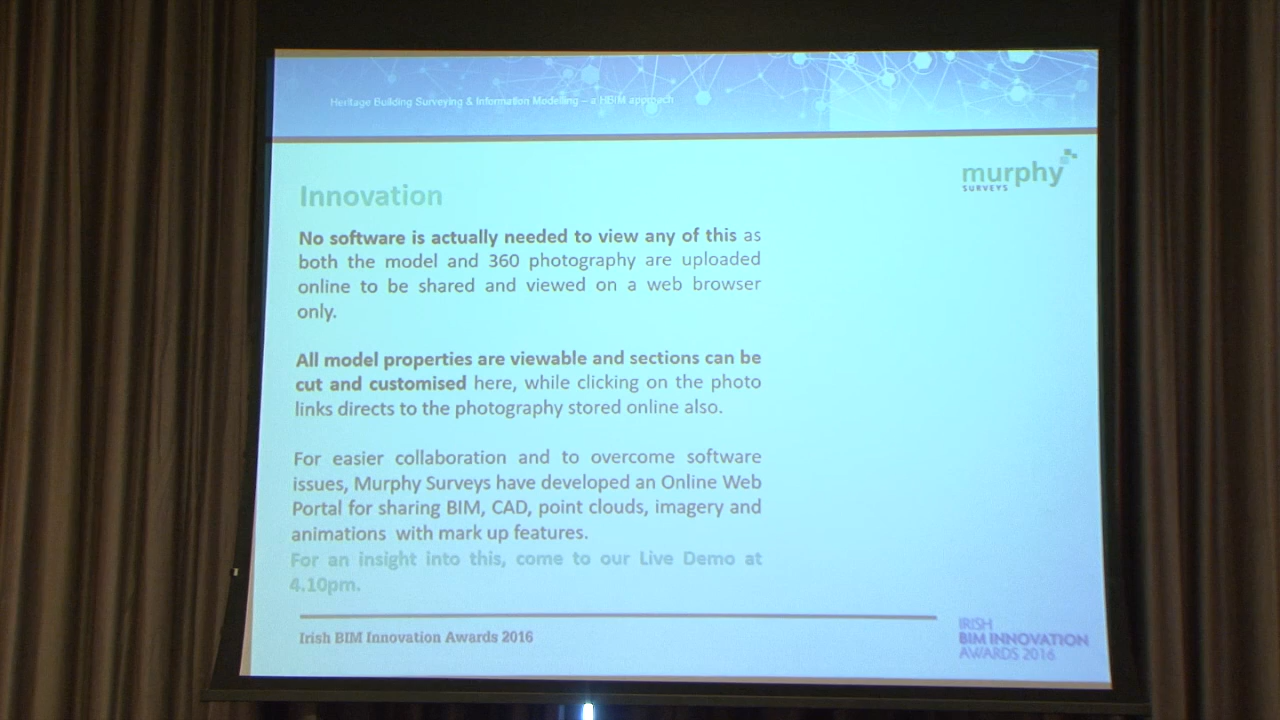 Heritage Building Surveying & Information Modelling – a HBIM approach
murphy
SURVEYS
Innovation
No software is actually needed to view any of this as
both the model and 360 photography are uploaded
online to be shared and viewed on a web browser
only.
All model properties are viewable and sections can be
cut and customised here, while clicking on the photo
links directs to the photography stored online also.
For easier collaboration and to overcome software
issues, Murphy Surveys have developed an Online Web
Portal for sharing BIM, CAD, point clouds, imagery and
animations with mark up features.
For an insight into this, come to our Live Demo at
4.10pm.
Irish BIM Innovation Awards 2016
IRISH
BIM INNOVATION
AWARDS 2016